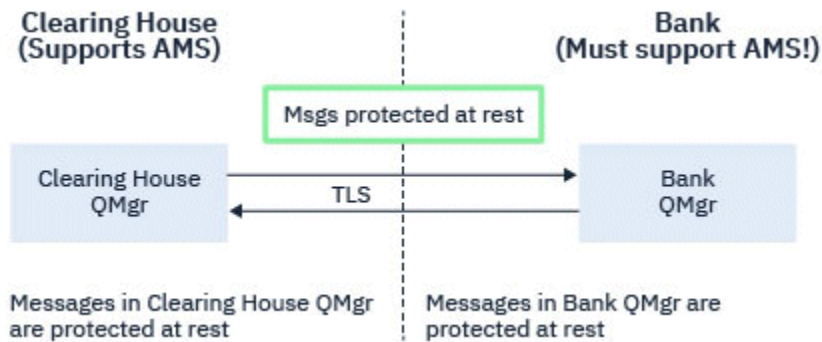 Clearing House
(Supports AMS)
Bank
(Must support AMS!)
Msgs protected at rest
Clearing House
QMgr
TLS
Bank
QMgr
Messages in Clearing House QMgr
are protected at rest
Messages in Bank QMgr are
protected at rest